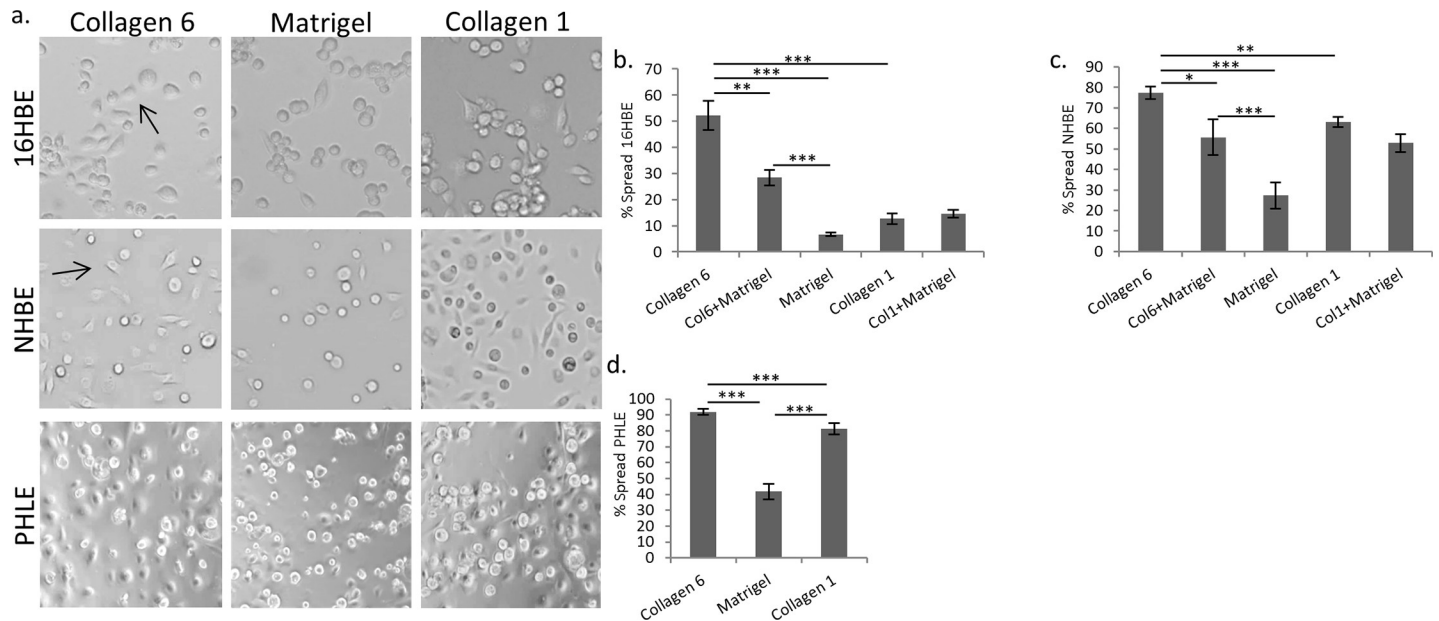 a.
Collagen 6 Matrigel Collagen 1
16HBE
NHBE
PHLE
b.
% Spread 16HBE
70
60
50
40
30
20
10
0
***
***
**
***
Collagen 6
Col6+Matrigel
Matrigel
Collagen 1
Col1+Matrigel
c.
% Spread NHBE
90
80
70
60
50
40
30
20
10
0
**
***
*
***
Collagen 6
Col6+Matrigel
Matrigel
Collagen 1
Col1+Matrigel
d.
% Spread PHLE
100
90
80
70
60
50
40
30
20
10
0
***
***
***
Collagen 6
Matrigel
Collagen 1